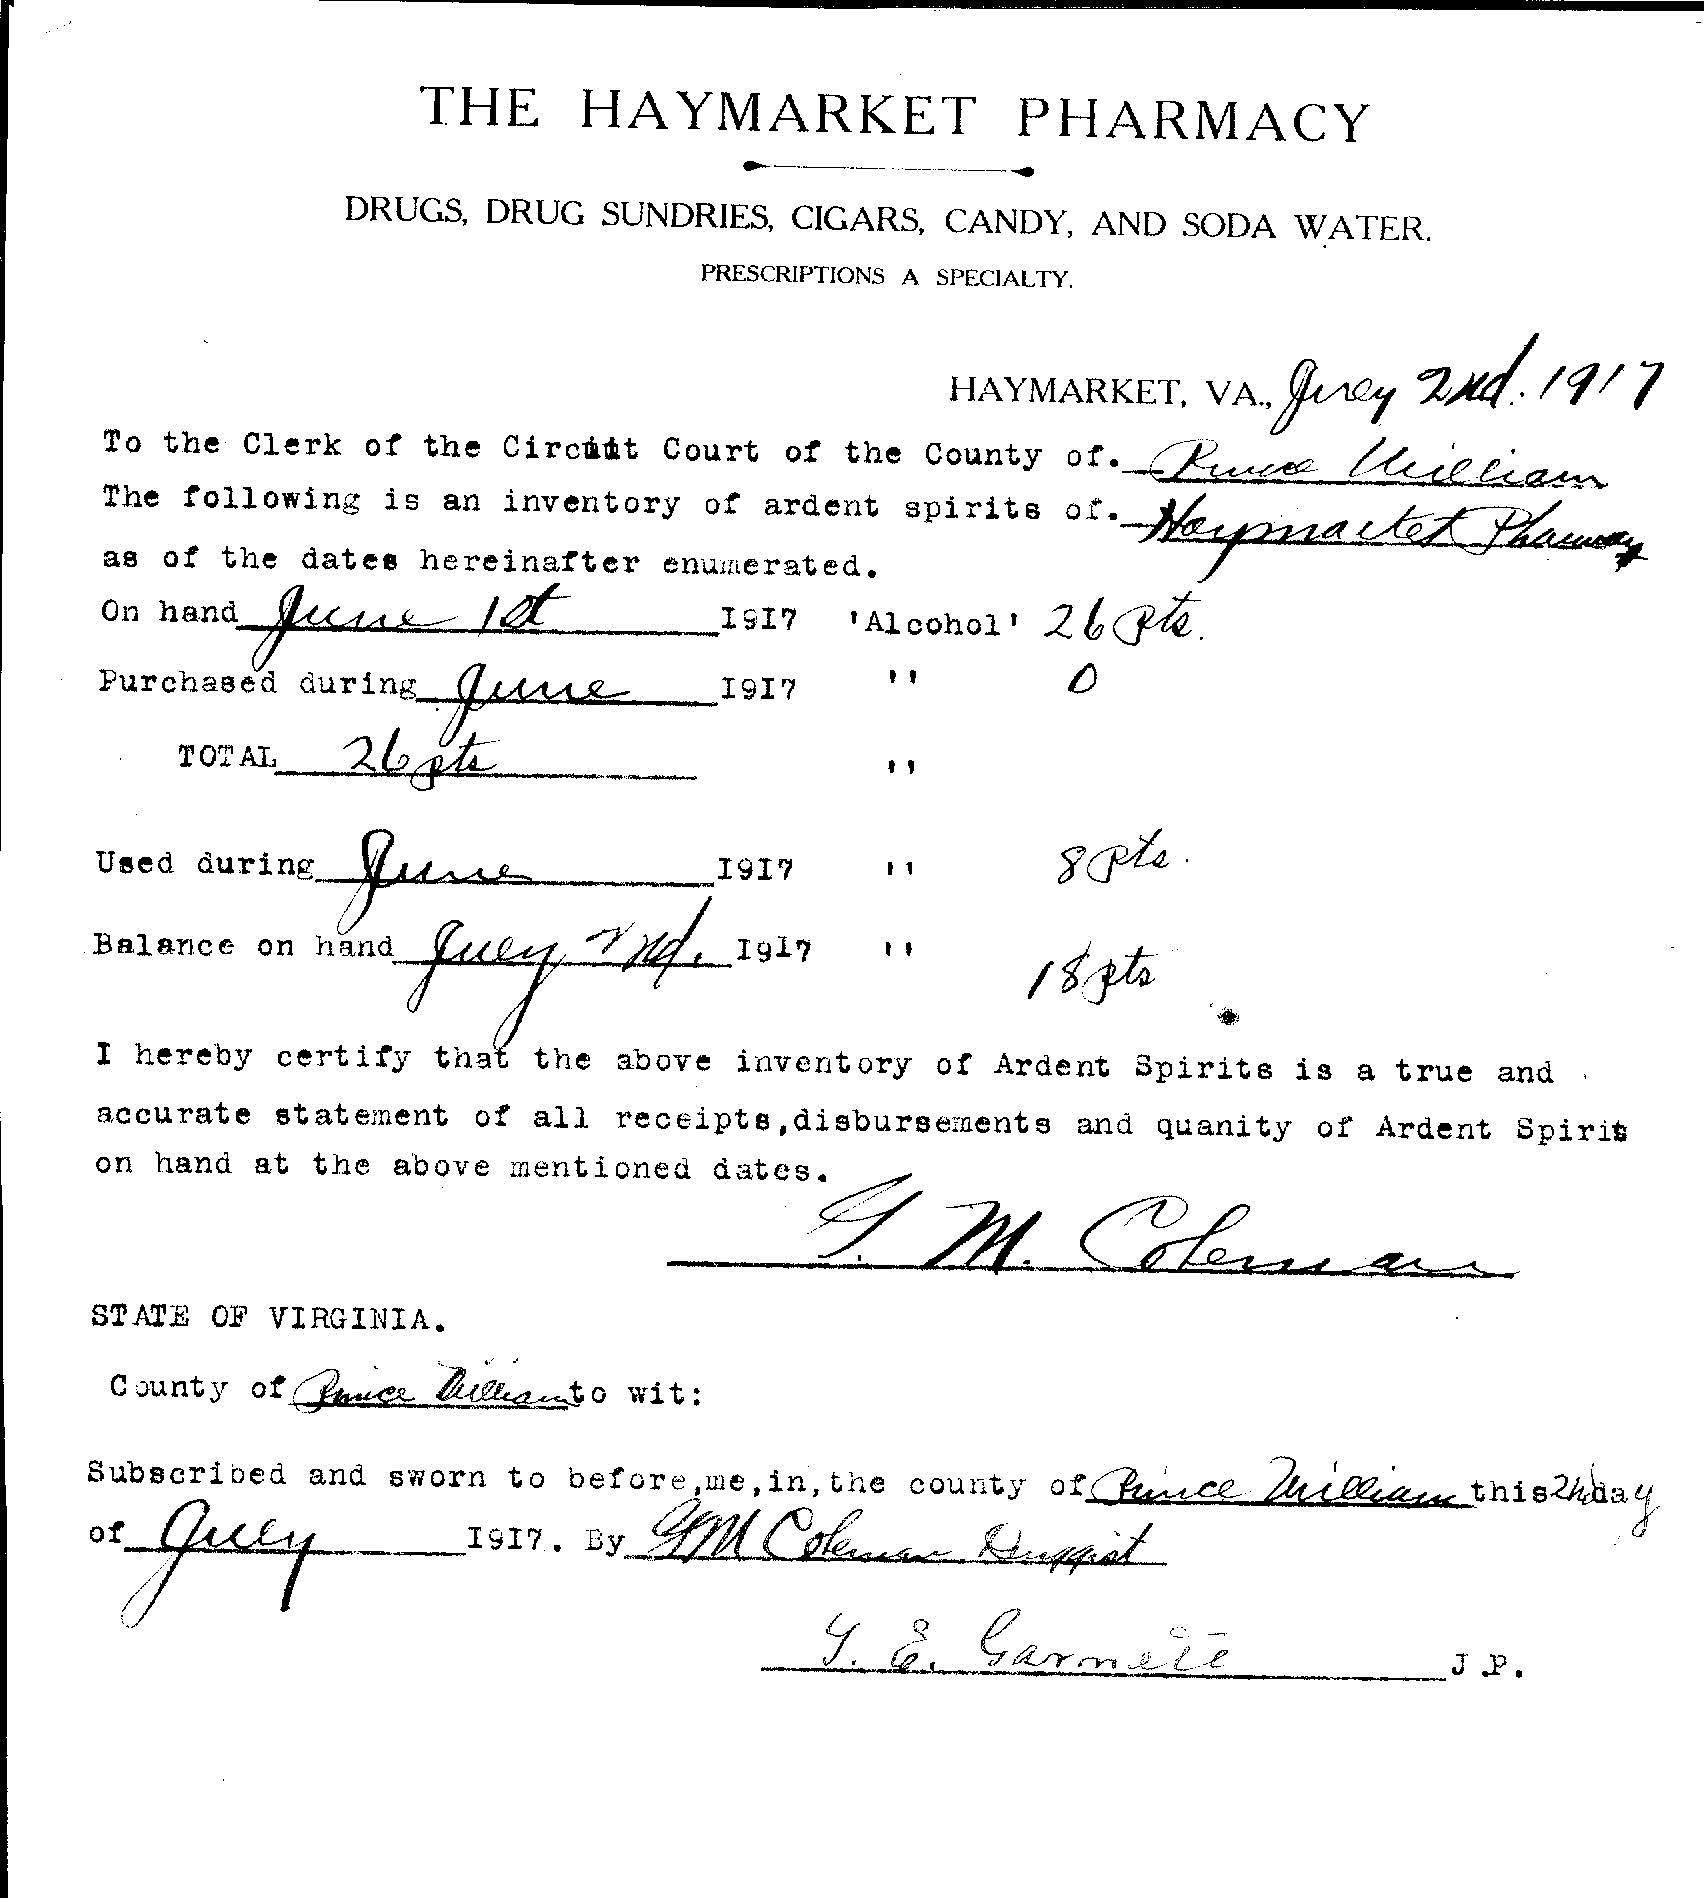 THE HAYMARKET PHARMACY
DRUGS, DRUG SUNDRIES, CIGARS, CANDY, AND SODA WATER.
PRESCRIPTIONS A SPECIALTY.
HAYMARKET, VA., July 2nd. 1917
To the Clerk of the Circuit Court of the County of. Prince William
The following is an inventory of ardent spirits of. Haymarket Pharmacy
as of the dates hereinafter enumerated.
On hand June 1st 1917 'Alcohol' 26 pts.
Purchased during June 1917 '' 0
TOTAL 26 pts ''
Used during June 1917 '' 8 pts.
Balance on hand July 2nd. 1917 '' 18 pts
I hereby certify that the above inventory of Ardent Spirits is a true and
accurate statement of all receipts,disbursements and quanity of Ardent Spirits
on hand at the above mentioned dates.
G. M. Coleman
STATE OF VIRGINIA.
County of Prince William to wit:
Subscribed and sworn to before,me,in,the county of Prince William this 2nd day
of July 1917. By G M Coleman Druggist
T. E. Garnett J.P.